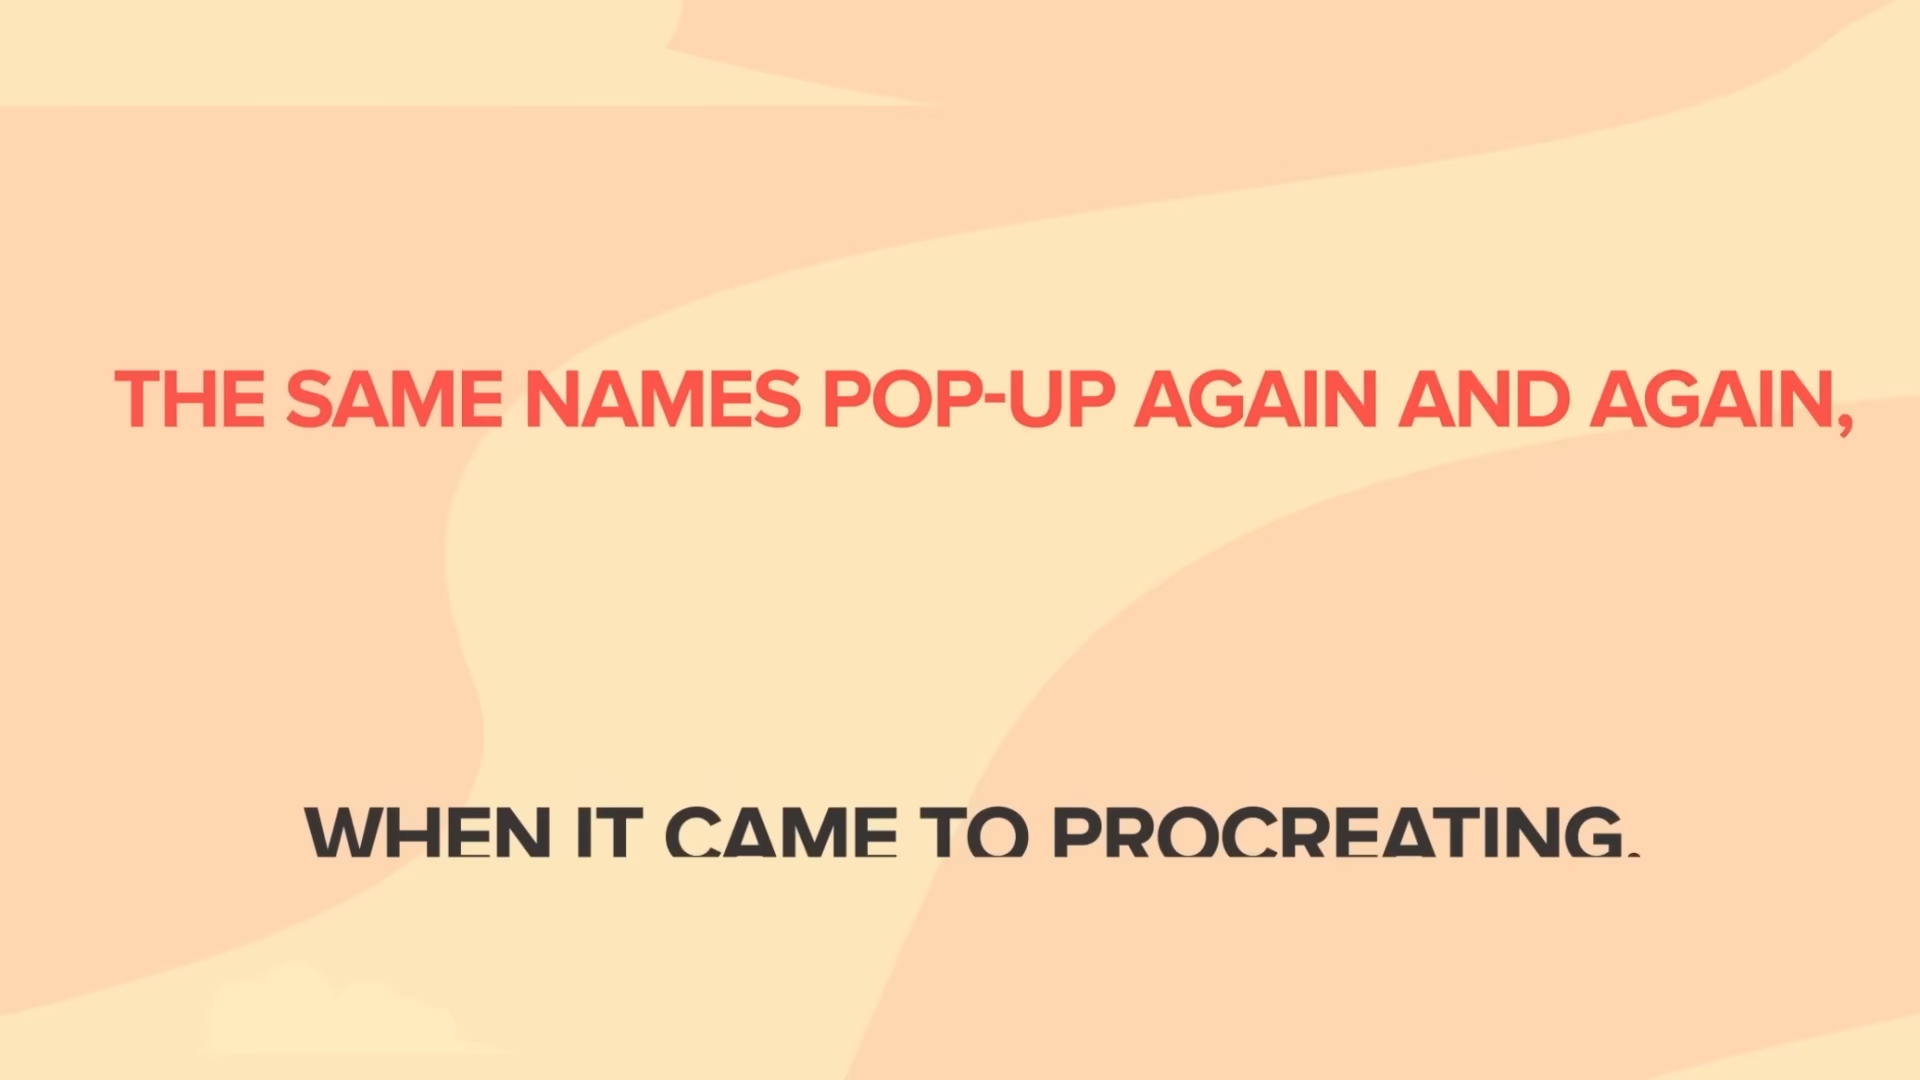 THE SAME NAMES POP-UP AGAIN AND AGAIN,
WHEN IT CAME TO PROCREATING.